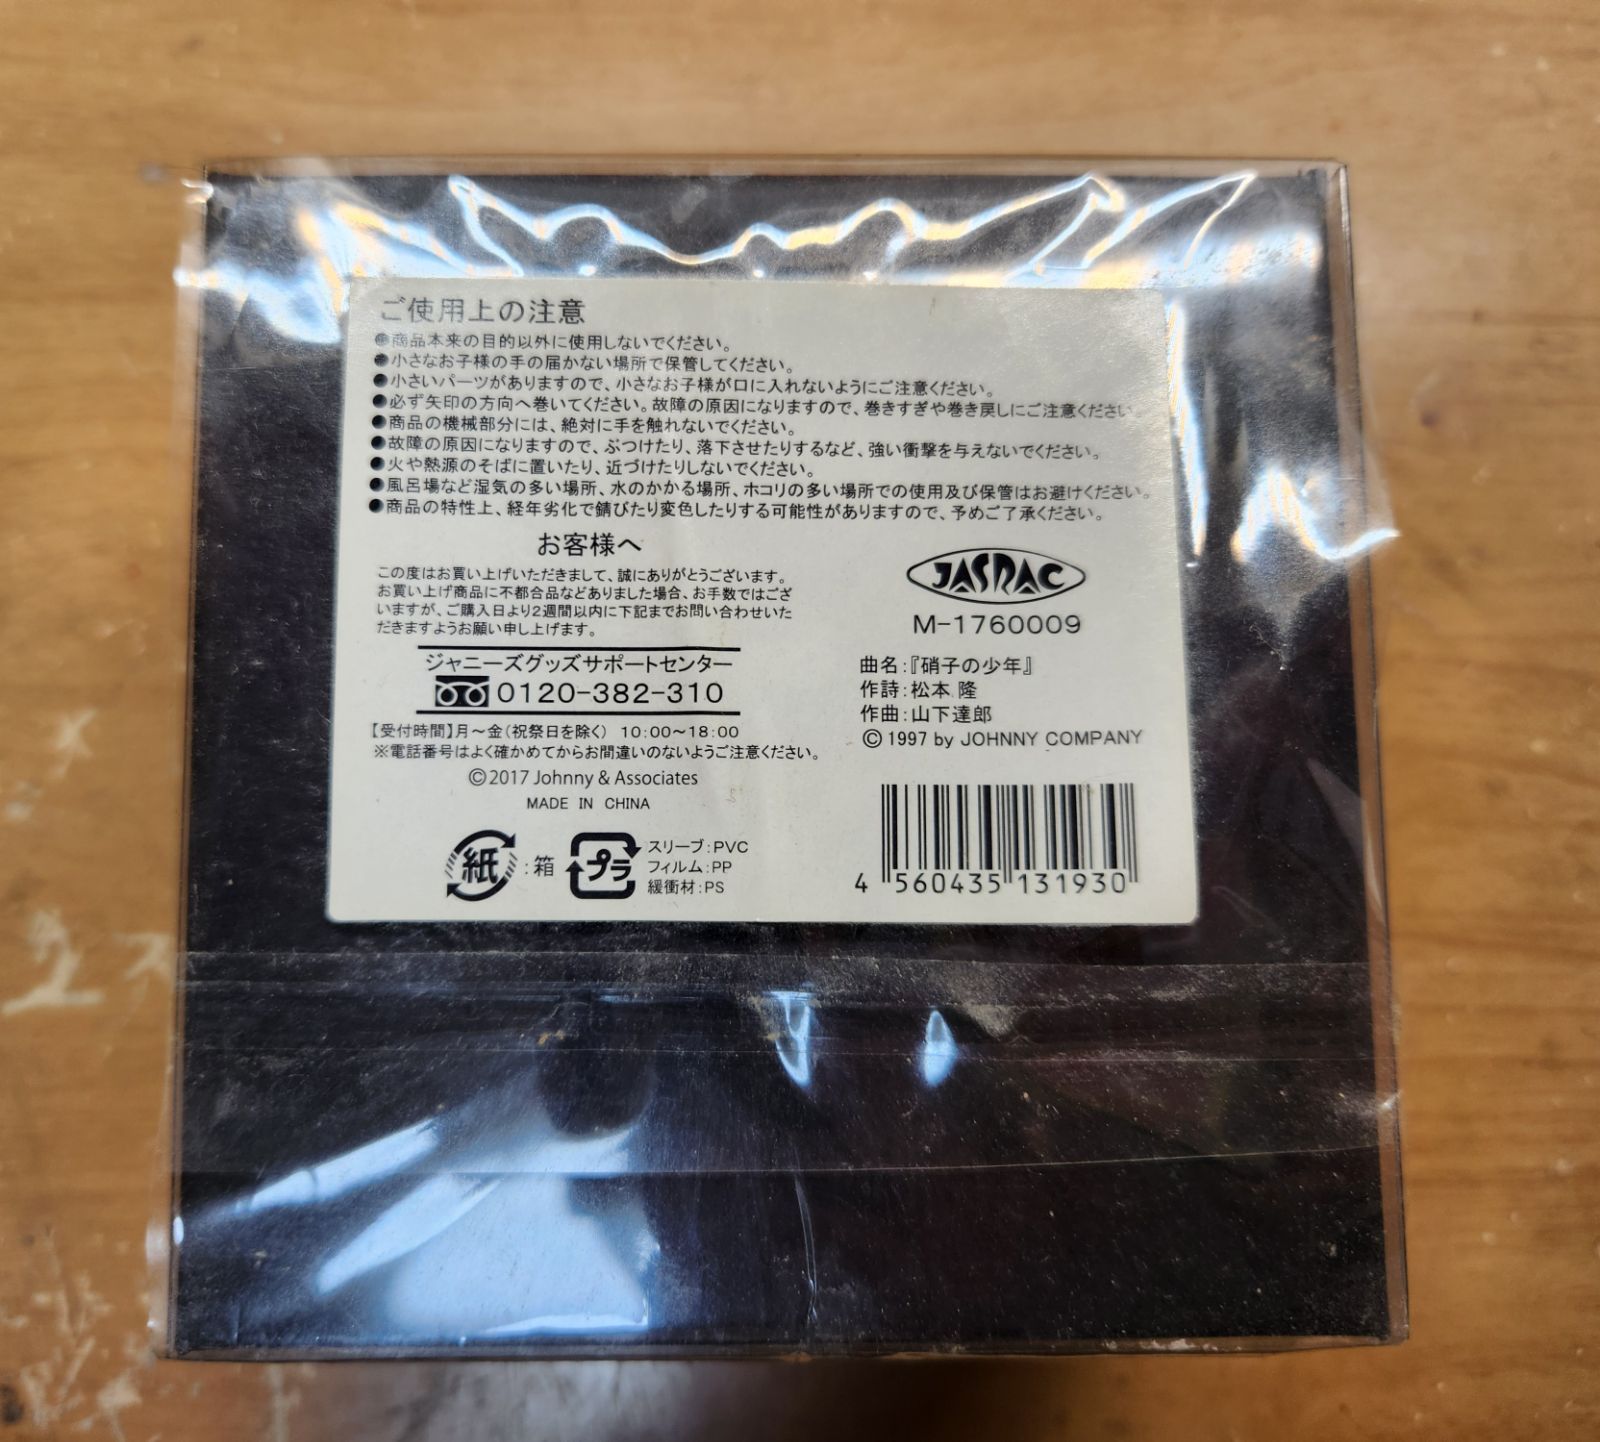 ご使用上の注意
●商品本来の目的以外に使用しないでください。
●小さなお子様の手の届かない場所で保管してください。
●小さいパーツがありますので、小さなお子様が口に入れないようにご注意ください。
●必ず矢印の方向へ巻いてください。故障の原因になりますので、巻きすぎや巻き戻しにご注意ください。
●商品の機械部分には、絶対に手を触れないでください。
●故障の原因になりますので、ぶつけたり、落下させたりするなど、強い衝撃を与えないでください。
●火や熱源のそばに置いたり、近づけたりしないでください。
●風呂場など湿気の多い場所、水のかかる場所、ホコリの多い場所での使用及び保管はお避けください。
●商品の特性上、経年劣化で錆びたり変色したりする可能性がありますので、予めご了承ください。
お客様へ
この度はお買い上げいただきまして、誠にありがとうございます。
お買い上げ商品に不都合品などありました場合、お手数ではござ
いますが、ご購入日より2週間以内に下記までお問い合わせいた
だきますようお願い申し上げます。
ジャニーズグッズサポートセンター
0120-382-310
【受付時間】月～金(祝祭日を除く) 10:00～18:00
※電話番号はよく確かめてからお間違いのないようご注意ください。
©2017 Johnny & Associates
MADE IN CHINA
紙:箱
プラ
スリーブ:PVC
フィルム:PP
緩衝材:PS
JASRAC
M-1760009
曲名:『硝子の少年』
作詩:松本 隆
作曲:山下達郎
© 1997 by JOHNNY COMPANY
4 560435 131930